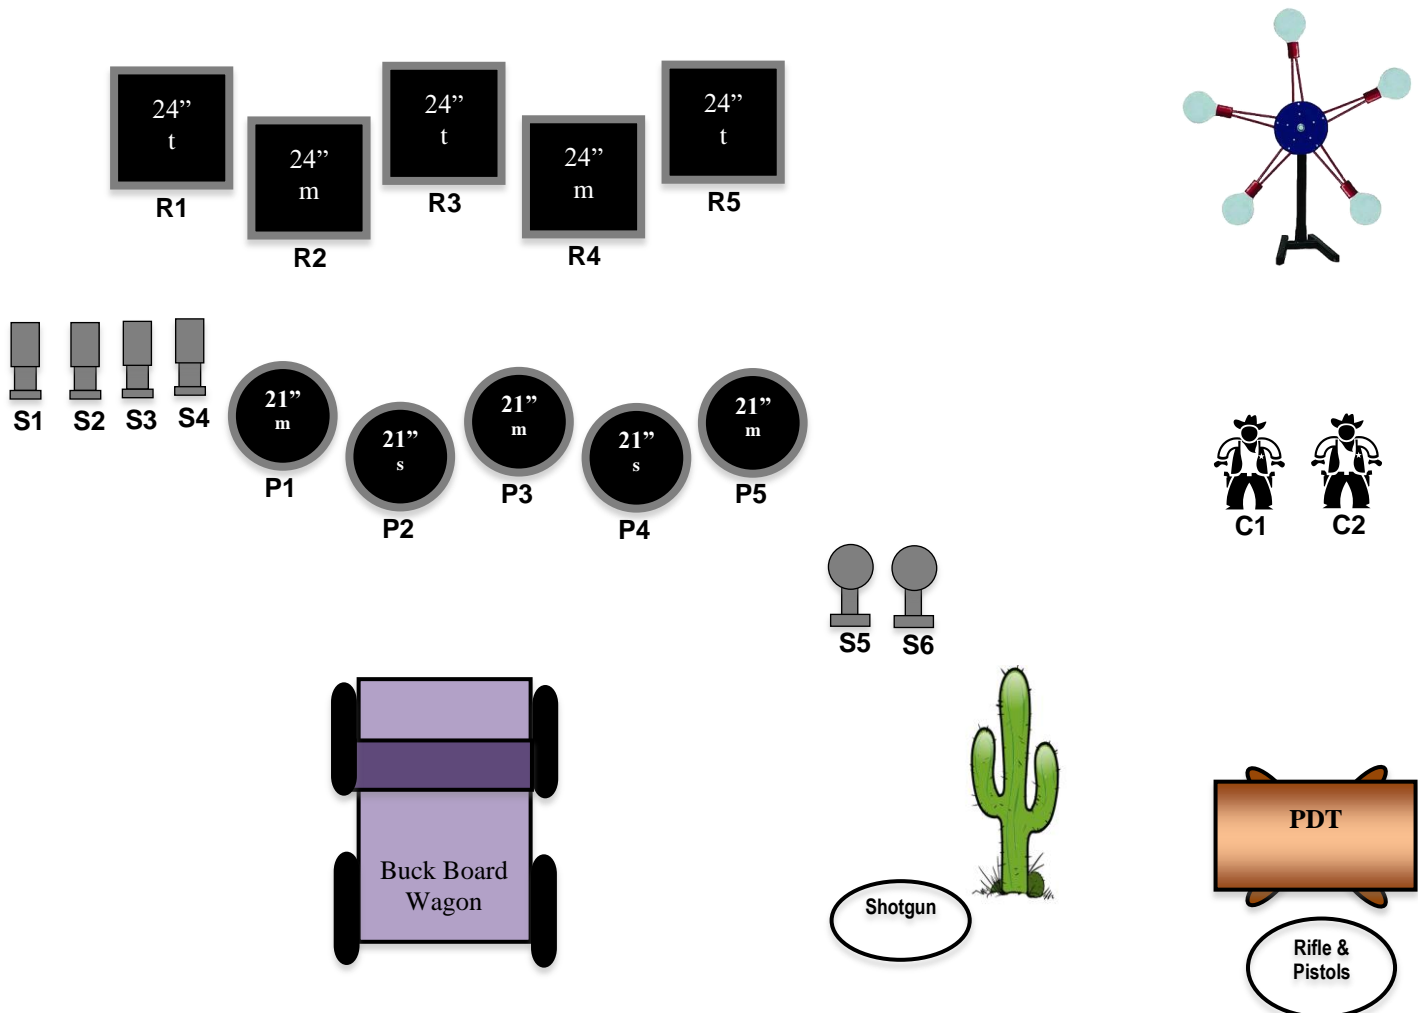 24”
t
R1
24”
m
R2
24”
t
R3
24”
m
R4
24”
t
R5
S1
S2
S3
S4
21”
m
P1
21”
s
P2
21”
m
P3
21”
s
P4
21”
m
P5
C1
C2
S5
S6
Buck Board
Wagon
Shotgun
PDT
Rifle &
Pistols